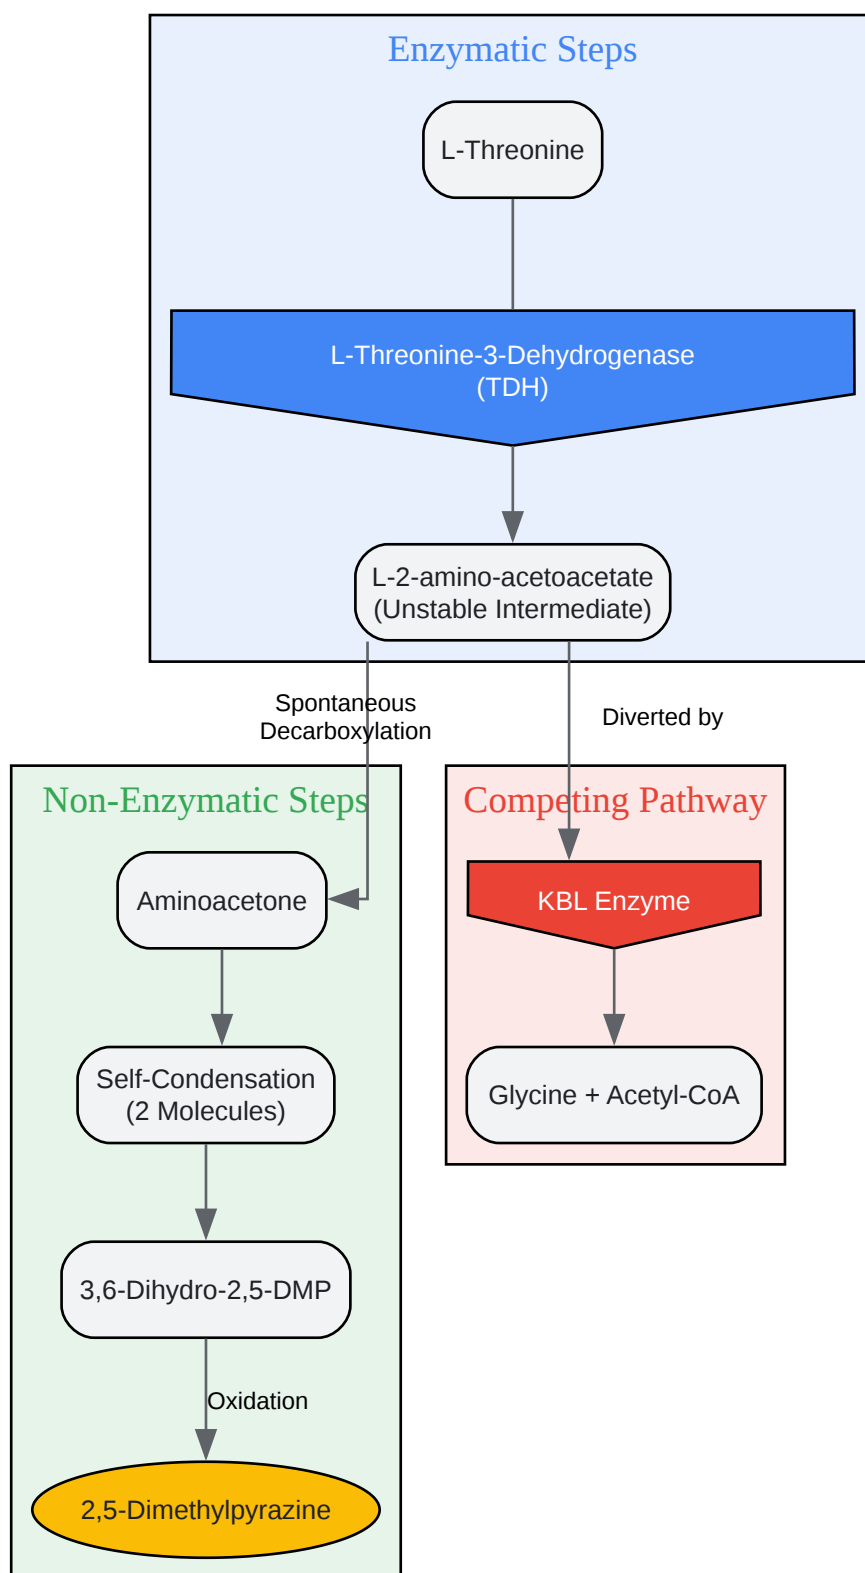 Enzymatic Steps
L-Threonine
L-Threonine-3-Dehydrogenase
(TDH)
L-2-amino-acetoacetate
(Unstable Intermediate)
Spontaneous
Decarboxylation
Diverted by
Non-Enzymatic Steps
Aminoacetone
Self-Condensation
(2 Molecules)
3,6-Dihydro-2,5-DMP
Oxidation
2,5-Dimethylpyrazine
Competing Pathway
KBL Enzyme
Glycine + Acetyl-CoA